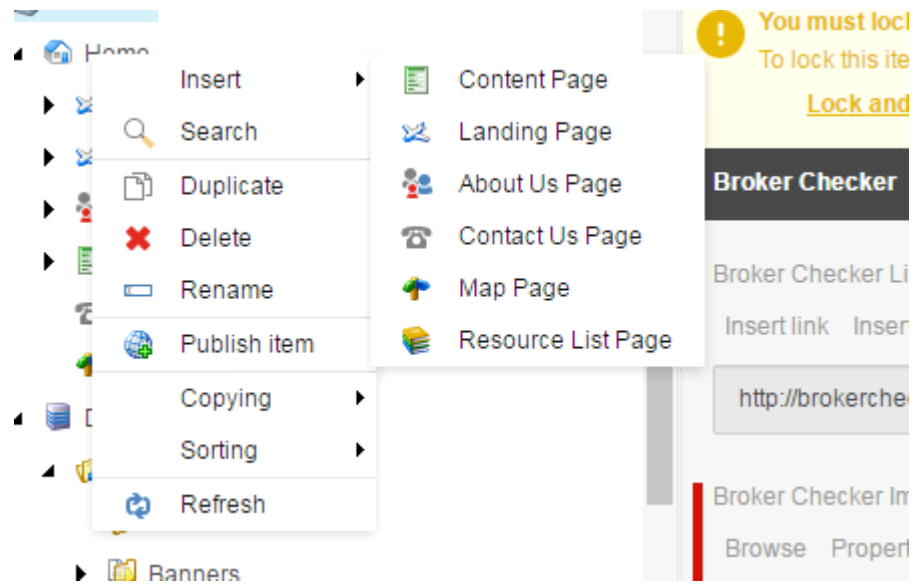 Home
Insert
Search
Duplicate
Delete
Rename
Publish item
Copying
Sorting
Refresh
Banners
Content Page
Landing Page
About Us Page
Contact Us Page
Map Page
Resource List Page
You must lock
To lock this ite
Lock and
Broker Checker
Broker Checker Li
Insert link Inser
http://brokerche
Broker Checker Im
Browse Propert